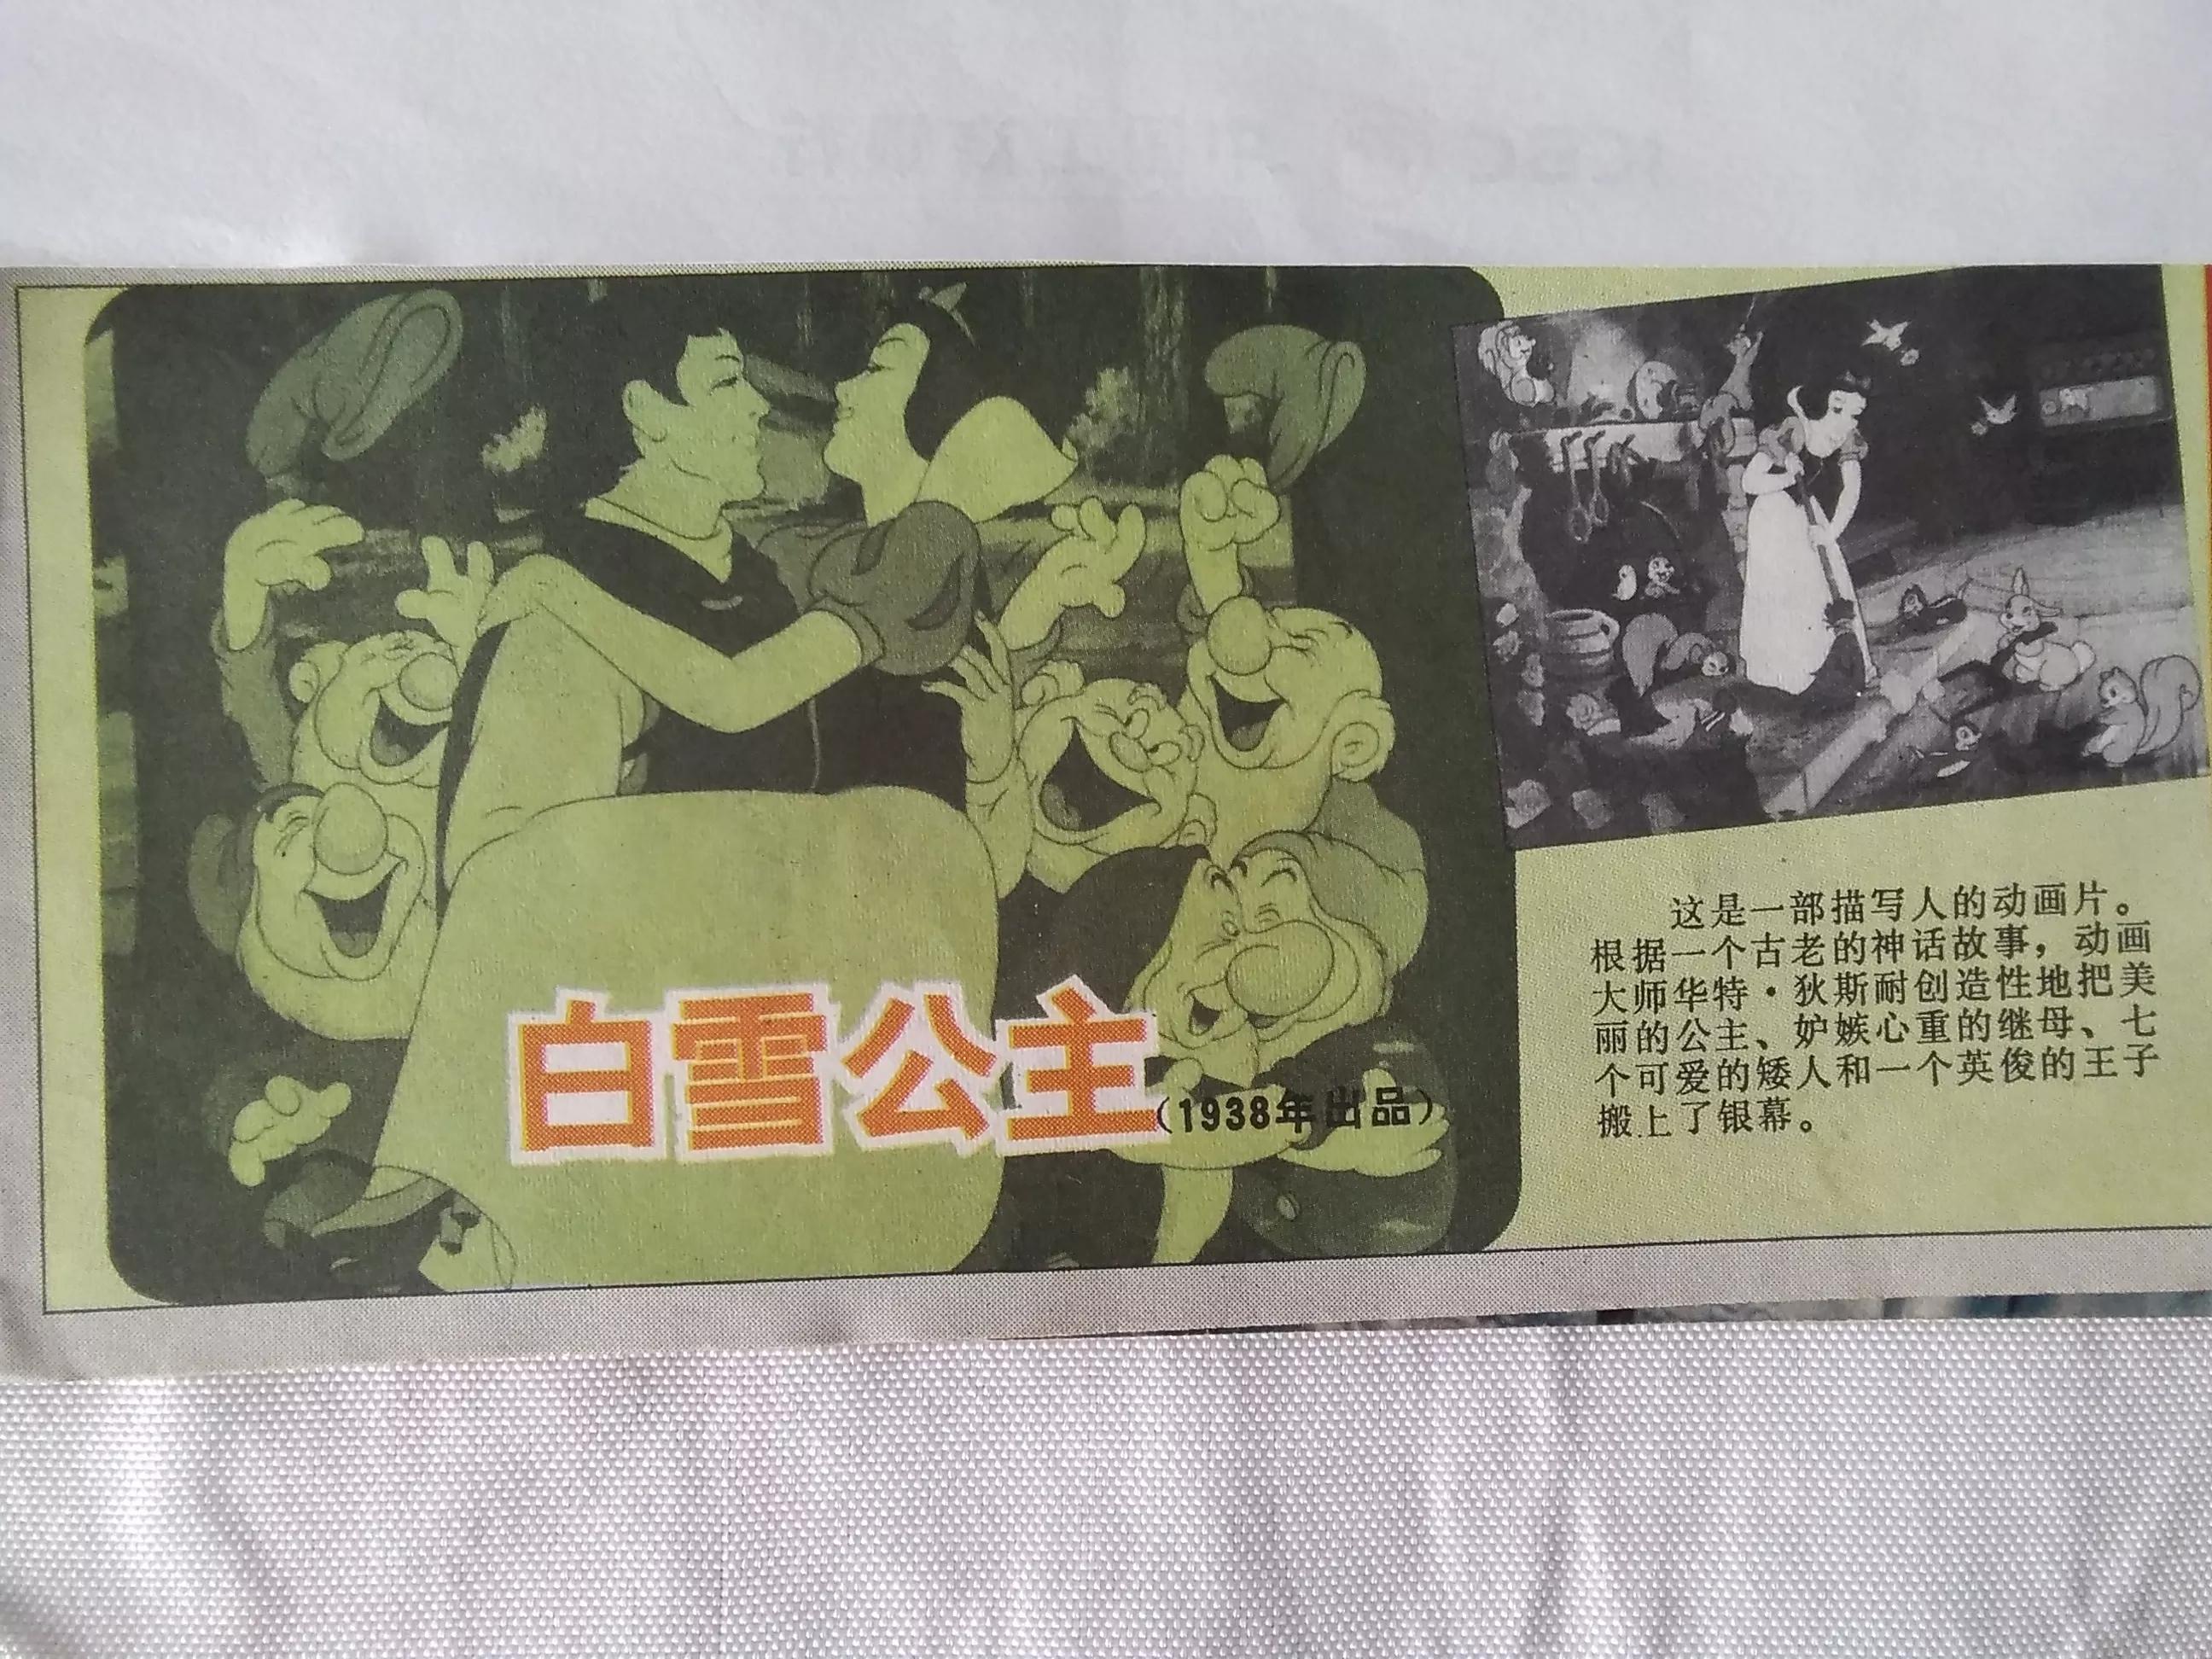 白雪公主
(1938年出品)
这是一部描写人的动画片。
根据一个古老的神话故事，动画
大师华特·狄斯耐创造性地把美
丽的公主、妒嫉心重的继母、七
个可爱的矮人和一个英俊的王子
搬上了银幕。